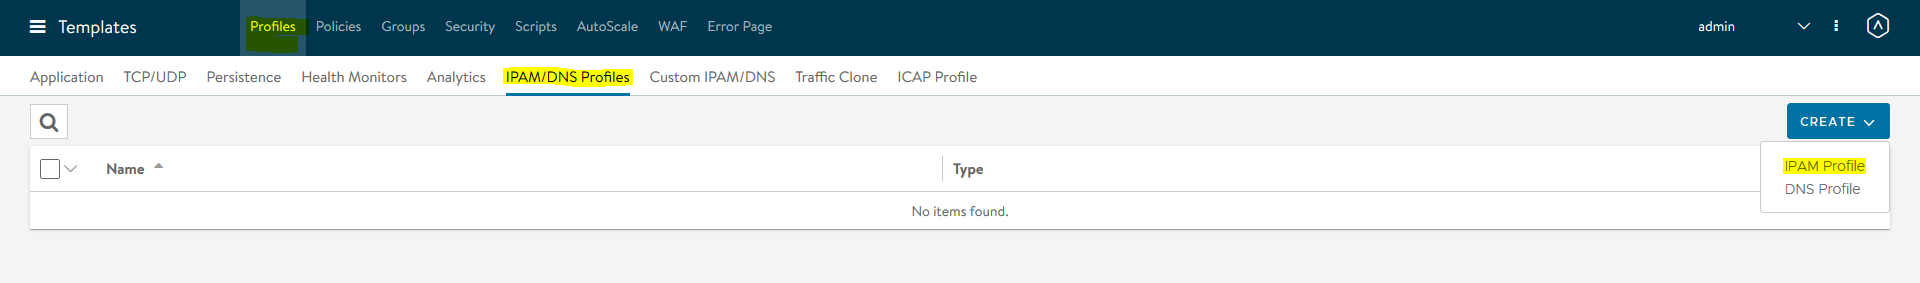 Templates Profiles Policies Groups Security Scripts AutoScale WAF Error Page admin
Application TCP/UDP Persistence Health Monitors Analytics IPAM/DNS Profiles Custom IPAM/DNS Traffic Clone ICAP Profile
CREATE
Name Type
IPAM Profile
DNS Profile
No items found.